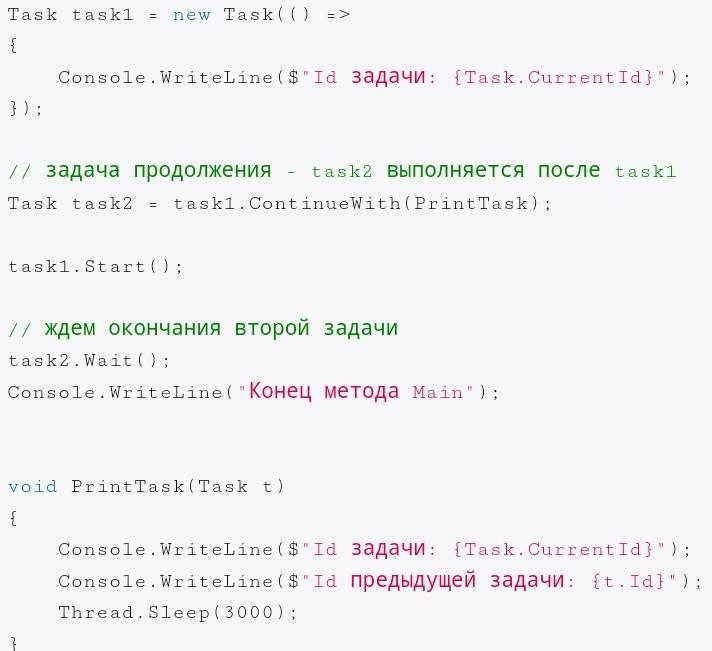 Task task1 = new Task(() =>
{
    Console.WriteLine($"Id задачи: {Task.CurrentId}");
});
// задача продолжения - task2 выполняется после task1
Task task2 = task1.ContinueWith(PrintTask);
task1.Start();
// ждем окончания второй задачи
task2.Wait();
Console.WriteLine("Конец метода Main");
void PrintTask(Task t)
{
    Console.WriteLine($"Id задачи: {Task.CurrentId}");
    Console.WriteLine($"Id предыдущей задачи: {t.Id}");
    Thread.Sleep(3000);
}